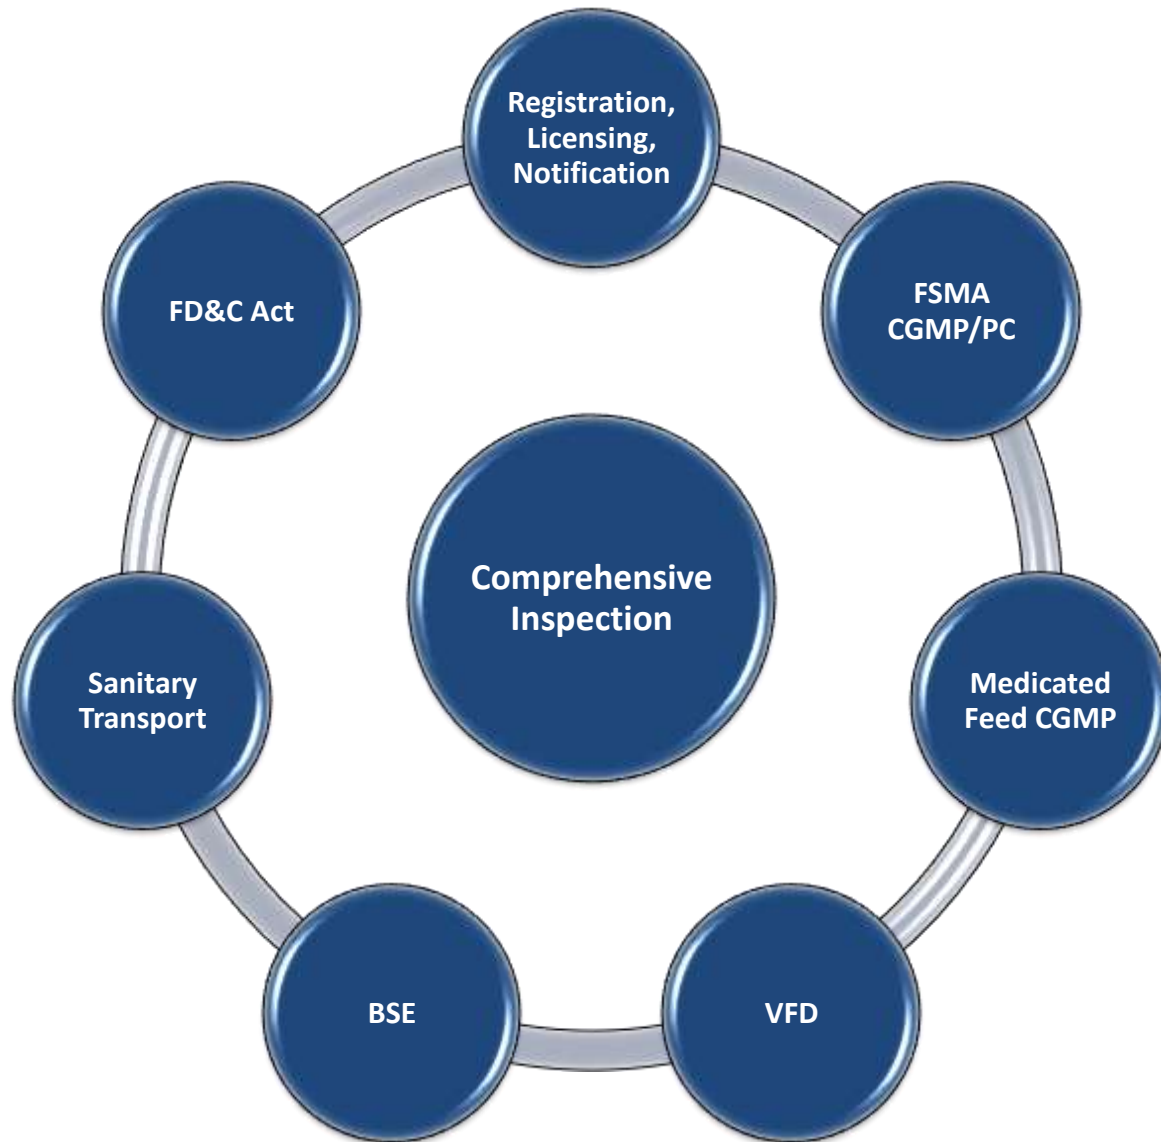 Registration,
Licensing,
Notification
FSMA
CGMP/PC
Medicated
Feed CGMP
VFD
BSE
Sanitary
Transport
FD&C Act
Comprehensive
Inspection